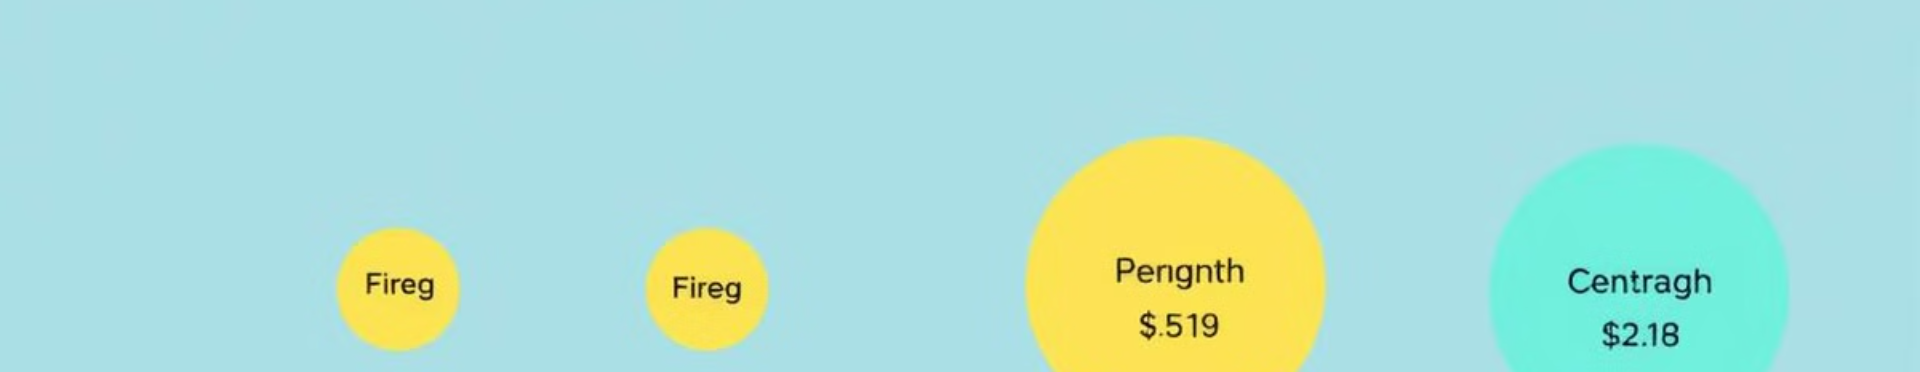 Fireg
Fireg
Pengnth
$.519
Centragh
$2.18